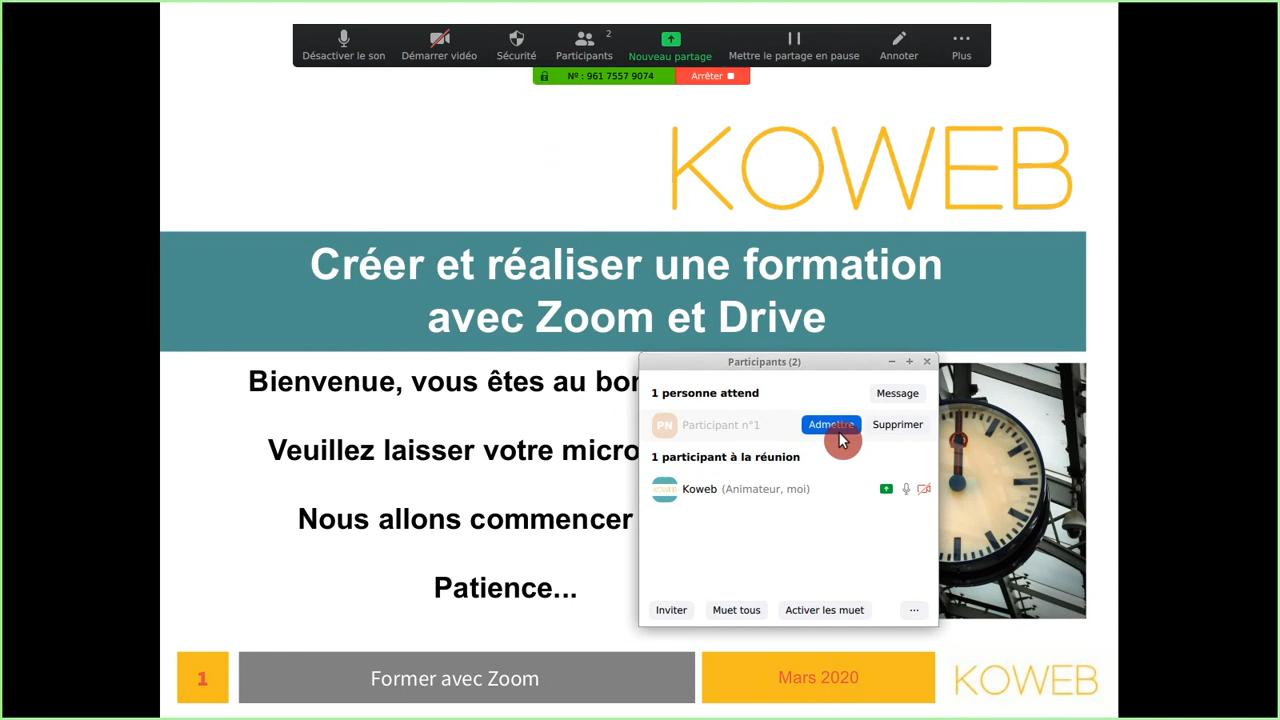 Désactiver le son
Démarrer vidéo
Sécurité
Participants
2
Nouveau partage
Mettre le partage en pause
Annoter
Plus
Nº : 961 7557 9074
Arrêter
KOWEB
Créer et réaliser une formation
avec Zoom et Drive
Bienvenue, vous êtes au bon
Veuillez laisser votre micro
Nous allons commencer
Patience...
Participants (2)
1 personne attend
Message
PN
Participant n°1
Admettre
Supprimer
1 participant à la réunion
KOWEB
Koweb (Animateur, moi)
Inviter
Muet tous
Activer les muet
...
1
Former avec Zoom
Mars 2020
KOWEB